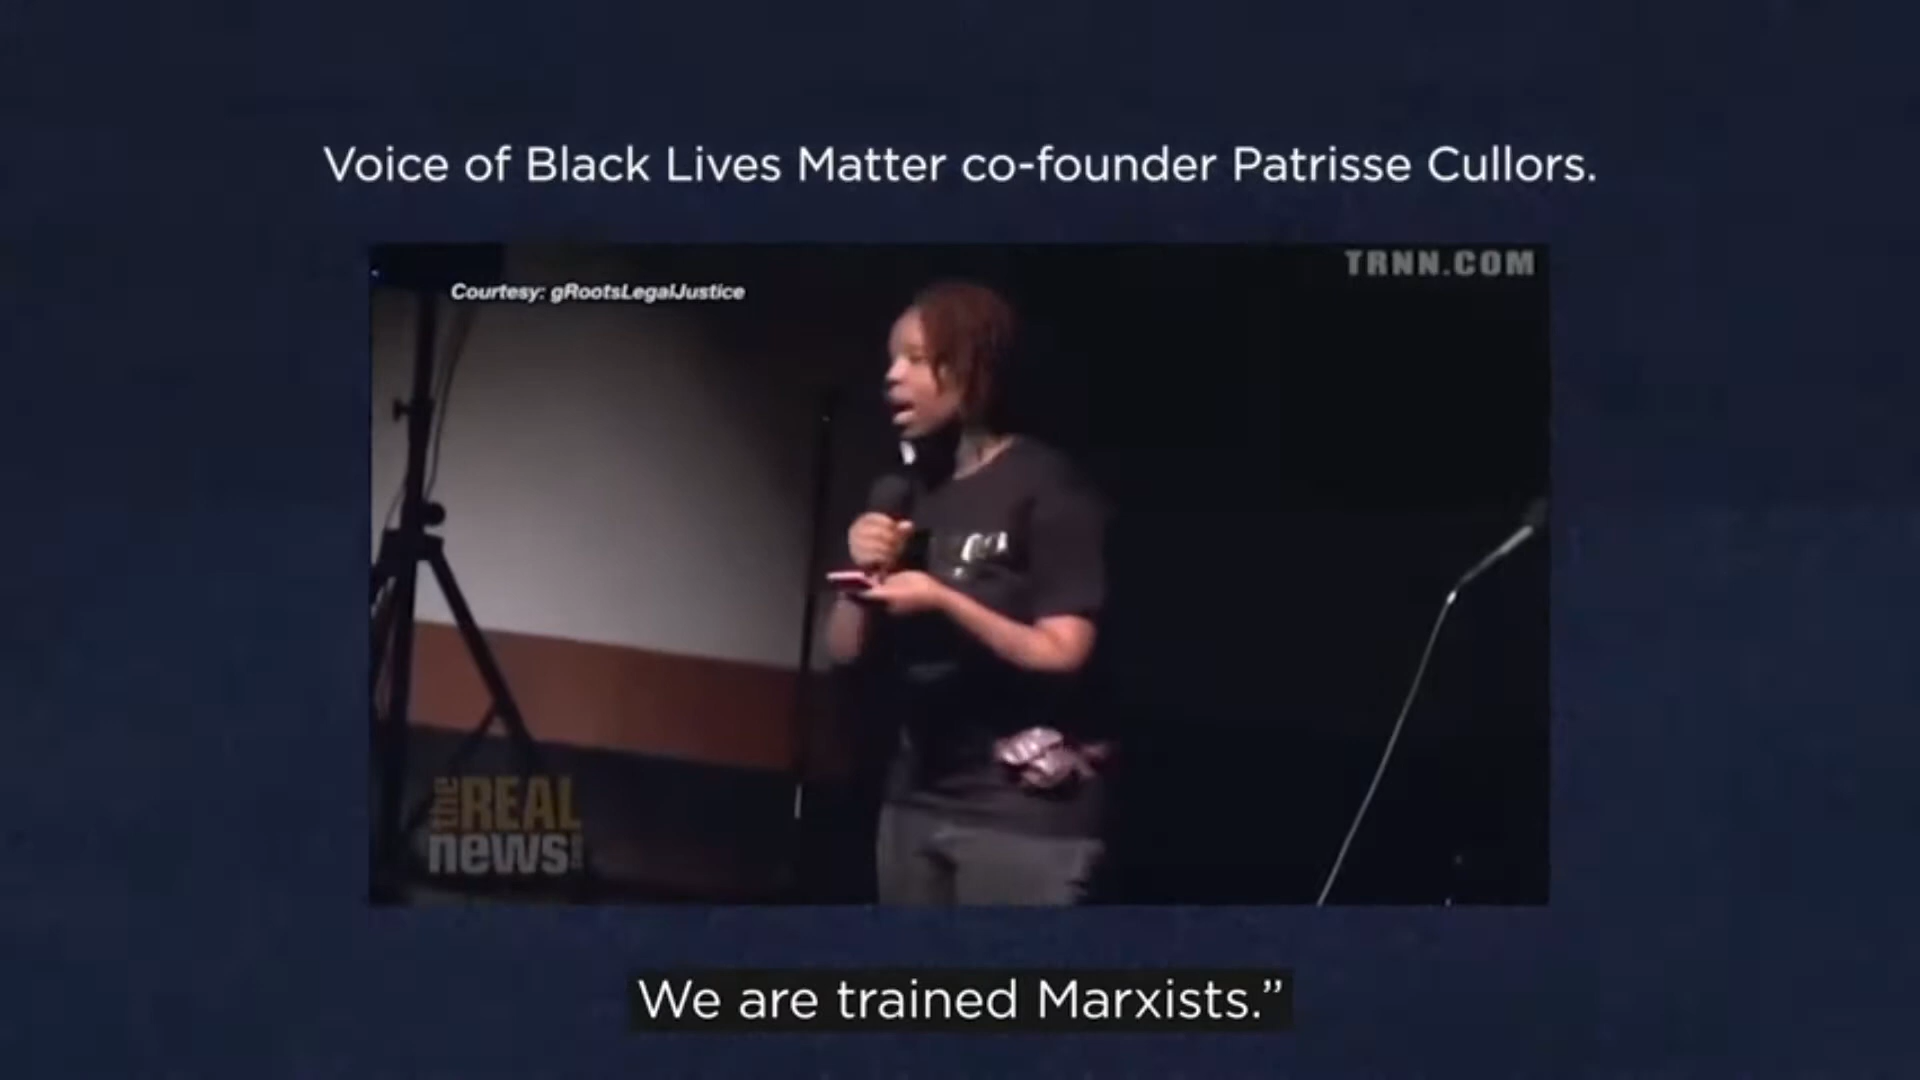 Voice of Black Lives Matter co-founder Patrisse Cullors.
TRNN.COM
Courtesy: gRootsLegalJustice
the REAL
news
We are trained Marxists.”